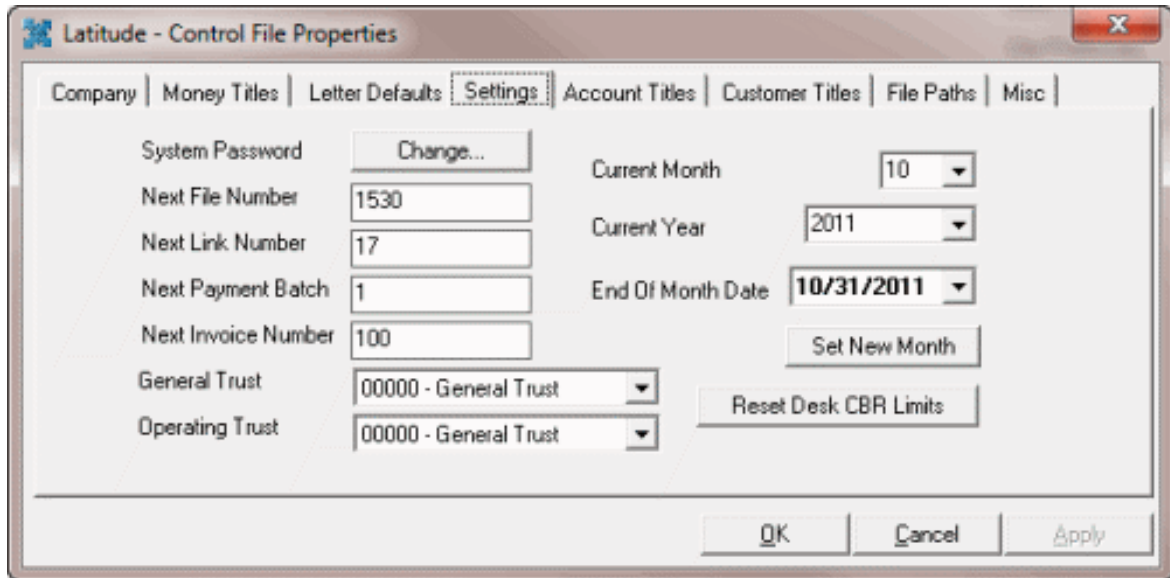 Latitude - Control File Properties
Company Money Titles Letter Defaults Settings Account Titles Customer Titles File Paths Misc
System Password Change...
Next File Number 1530
Next Link Number 17
Next Payment Batch 1
Next Invoice Number 100
General Trust 00000 - General Trust
Operating Trust 00000 - General Trust
Current Month 10
Current Year 2011
End Of Month Date 10/31/2011
Set New Month
Reset Desk CBR Limits
OK Cancel Apply